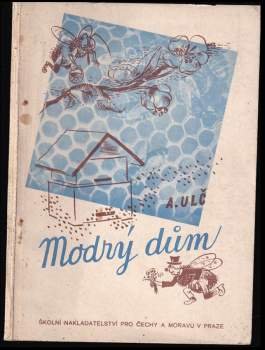 A. ULČ
Modrý dům
ŠKOLNÍ NAKLADATELSTVÍ PRO ČECHY A MORAVU V PRAZE